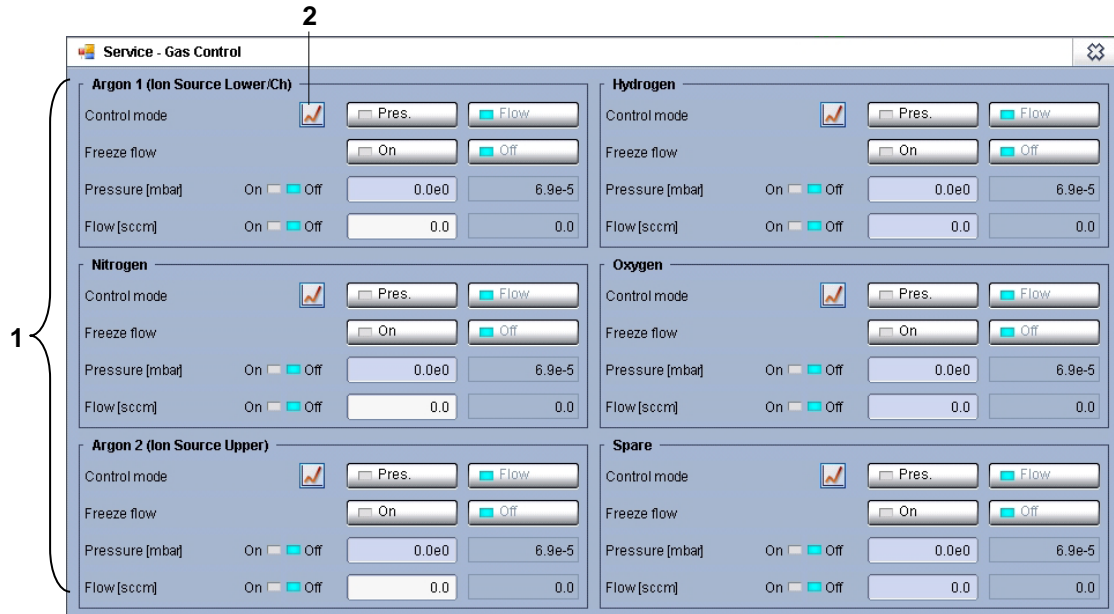 2
Service - Gas Control
1
Argon 1 (Ion Source Lower/Ch)
Control mode Pres. Flow
Freeze flow On Off
Pressure [mbar] On Off 0.0e0 6.9e-5
Flow [sccm] On Off 0.0 0.0
Hydrogen
Control mode Pres. Flow
Freeze flow On Off
Pressure [mbar] On Off 0.0e0 6.9e-5
Flow [sccm] On Off 0.0 0.0
Nitrogen
Control mode Pres. Flow
Freeze flow On Off
Pressure [mbar] On Off 0.0e0 6.9e-5
Flow [sccm] On Off 0.0 0.0
Oxygen
Control mode Pres. Flow
Freeze flow On Off
Pressure [mbar] On Off 0.0e0 6.9e-5
Flow [sccm] On Off 0.0 0.0
Argon 2 (Ion Source Upper)
Control mode Pres. Flow
Freeze flow On Off
Pressure [mbar] On Off 0.0e0 6.9e-5
Flow [sccm] On Off 0.0 0.0
Spare
Control mode Pres. Flow
Freeze flow On Off
Pressure [mbar] On Off 0.0e0 6.9e-5
Flow [sccm] On Off 0.0 0.0